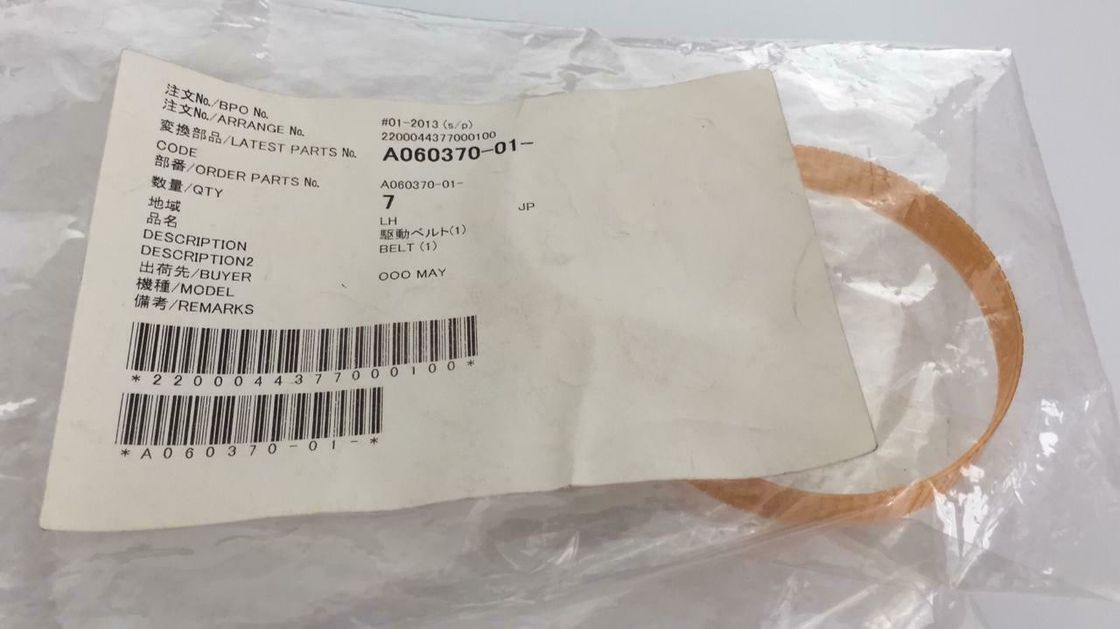 注文No./BPO No. #01-2013 (s/p)
注文No./ARRANGE No. 2200044377000100
変換部品/LATEST PARTS No. A060370-01-
CODE
部番/ORDER PARTS No. A060370-01-
数量/QTY 7 JP
地域 LH
品名 駆動ベルト(1)
DESCRIPTION BELT (1)
DESCRIPTION2
出荷先/BUYER OOO MAY
機種/MODEL
備考/REMARKS
*2200044377000100*
*A060370-01-*